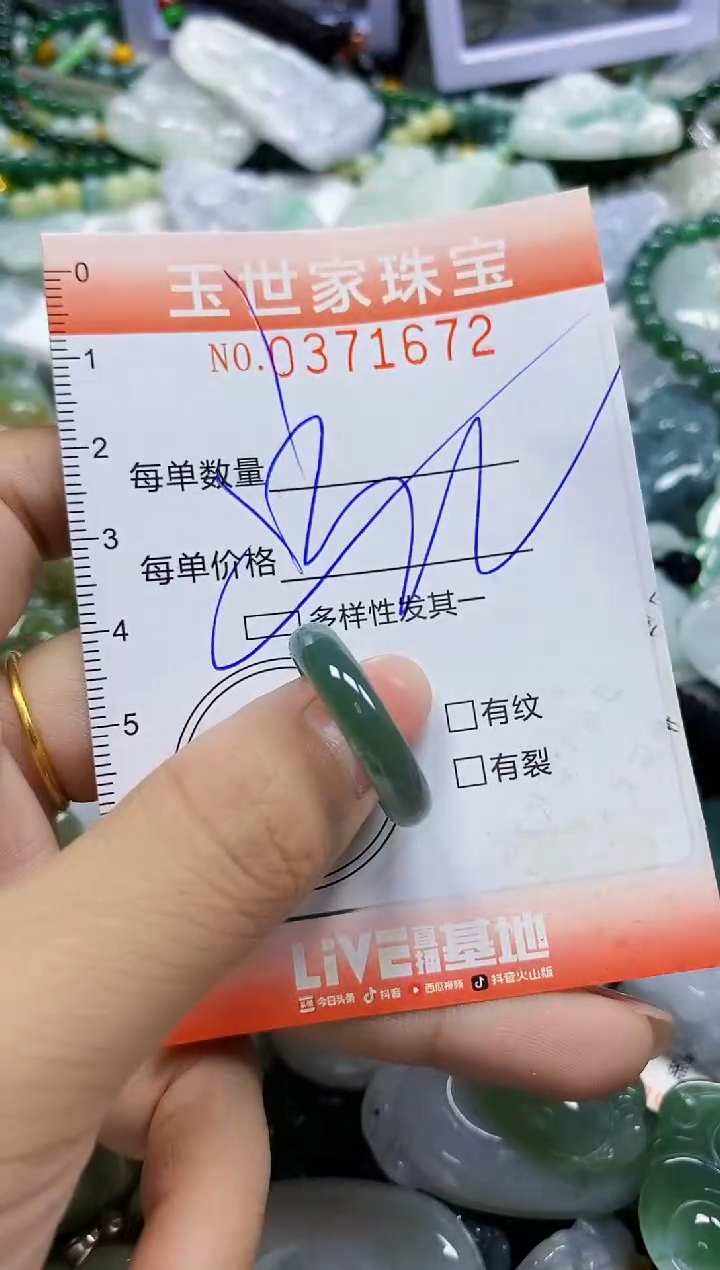 0
玉世家珠宝
NO.0371672
1
2
每单数量
3
每单价格
4
多样性发其一
5
有纹
有裂
LiVE直播基地
今日头条 抖音 西瓜视频 抖音火山版